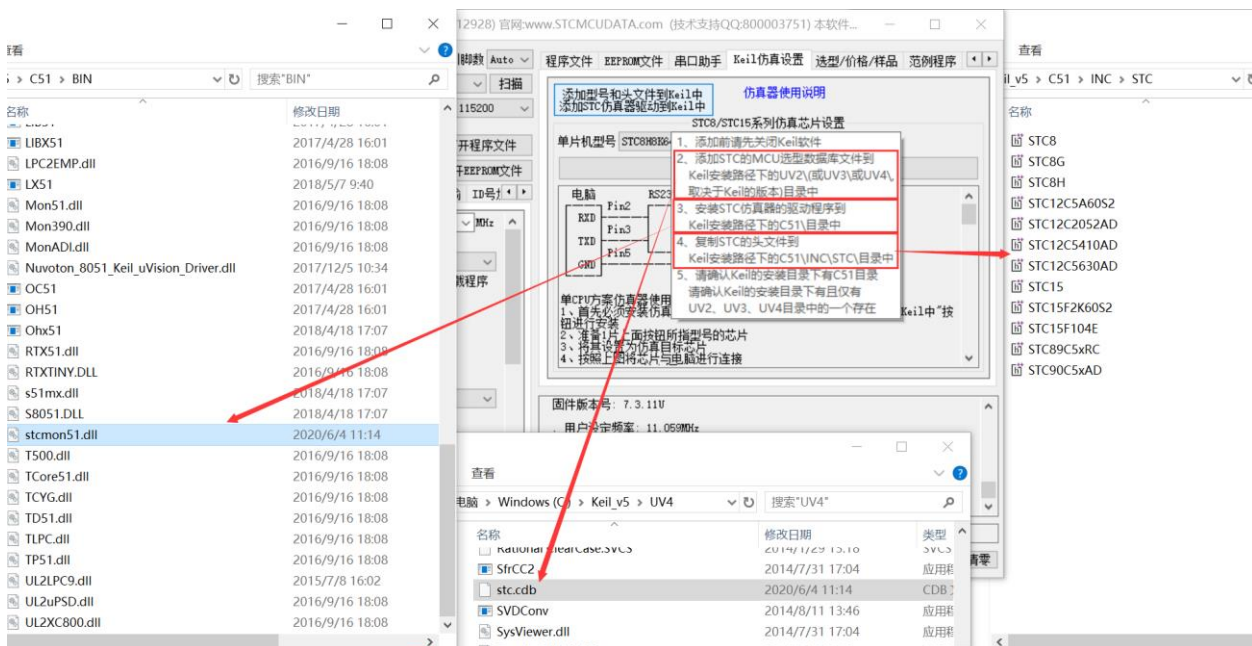 查看
C51 > BIN
搜索"BIN"
名称
修改日期
LIBX51
2017/4/28 16:01
LPC2EMP.dll
2016/9/16 18:08
LX51
2018/5/7 9:40
Mon51.dll
2016/9/16 18:08
Mon390.dll
2016/9/16 18:08
MonADI.dll
2016/9/16 18:08
Nuvoton_8051_Keil_uVision_Driver.dll
2017/12/5 10:34
OC51
2017/4/28 16:01
OH51
2017/4/28 16:01
Ohx51
2018/4/18 17:07
RTX51.dll
2016/9/16 18:08
RTXTINY.DLL
2016/9/16 18:08
s51mx.dll
2018/4/18 17:07
S8051.DLL
2018/4/18 17:07
stcmon51.dll
2020/6/4 11:14
T500.dll
2016/9/16 18:08
TCore51.dll
2016/9/16 18:08
TCYG.dll
2016/9/16 18:08
TD51.dll
2016/9/16 18:08
TLPC.dll
2016/9/16 18:08
TP51.dll
2016/9/16 18:08
UL2LPC9.dll
2015/7/8 16:02
UL2uPSD.dll
2016/9/16 18:08
UL2XC800.dll
2016/9/16 18:08
12928) 官网:www.STCMCUDATA.com (技术支持QQ:800003751) 本软件...
脚数 Auto
扫描
115200
开程序文件
EEPROM文件
ID号
MHz
程序文件 EEPROM文件 串口助手 Keil仿真设置 选型/价格/样品 范例程序
添加型号和头文件到Keil中
添加STC仿真器驱动到Keil中
仿真器使用说明
STC8/STC15系列仿真芯片设置
单片机型号 STC8H8K64
1、添加前请先关闭Keil软件
2、添加STC的MCU选型数据库文件到
Keil安装路径下的UV2\(或UV3\或UV4\,
取决于Keil的版本)目录中
3、安装STC仿真器的驱动程序到
Keil安装路径下的C51\目录中
4、复制STC的头文件到
Keil安装路径下的C51\INC\STC\目录中
5、请确认Keil的安装目录下有C51目录
请确认Keil的安装目录下有且仅有
UV2、UV3、UV4目录中的一个存在
电脑
RS23
RXD
Pin2
TXD
Pin3
GND
Pin5
单CPU方案仿真器使用
1、首先必须安装仿真
Keil中"按
钮进行安装
2、准备1片上面按钮所指型号的芯片
3、将其设置为仿真目标芯片
4、按照上图将芯片与电脑进行连接
固件版本号: 7.3.11U
用户设定频率: 11.059MHz
查看
电脑 > Windows (C:) > Keil_v5 > UV4
搜索"UV4"
名称
修改日期
类型
Rational ClearCase.SVCS
2014/1/29 15:18
SVCS
SfrCC2
2014/7/31 17:04
stc.cdb
2020/6/4 11:14
CDB
SVDConv
2014/8/11 13:46
SysViewer.dll
2014/7/31 17:04
清零
查看
il_v5 > C51 > INC > STC
名称
STC8
STC8G
STC8H
STC12C5A60S2
STC12C2052AD
STC12C5410AD
STC12C5630AD
STC15
STC15F2K60S2
STC15F104E
STC89C5xRC
STC90C5xAD